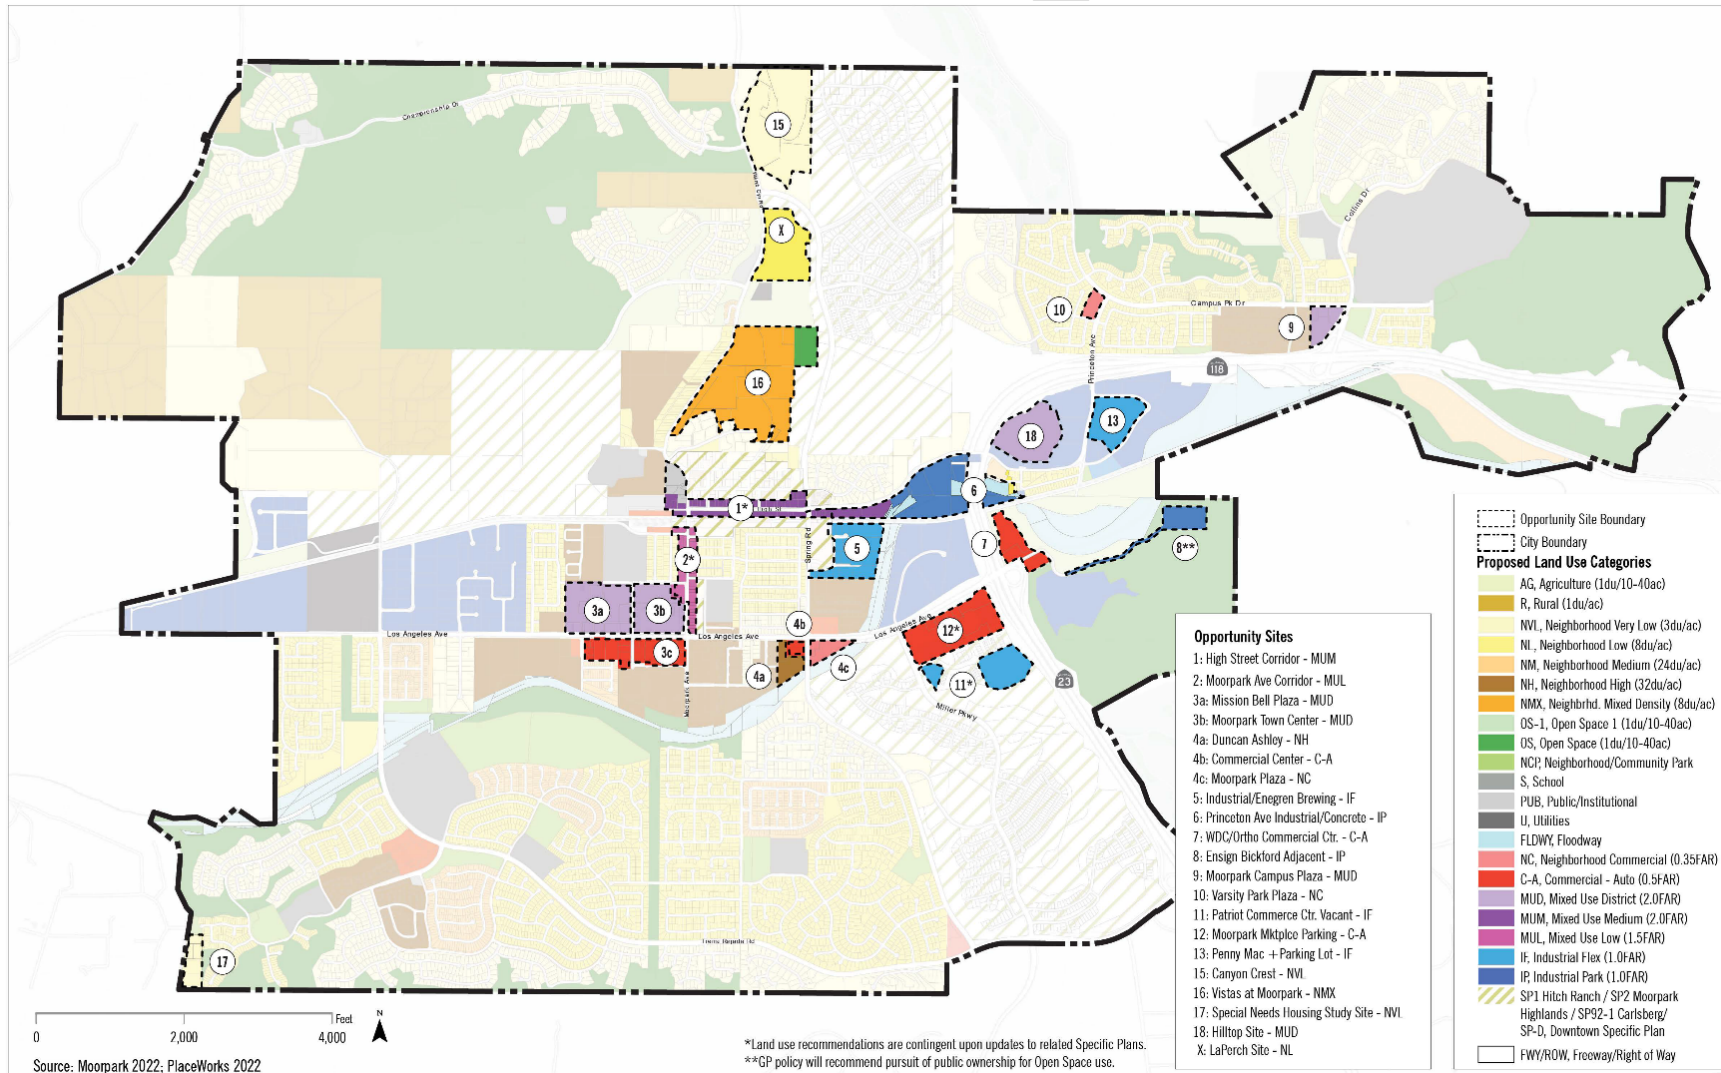 Championship Dr
15
X
Collins Dr
Campus Pk Dr
10
9
Princeton Ave
118
16
18
13
6
1*
Spring Rd
2*
5
7
8**
3a
3b
Los Angeles Ave
Los Angeles Ave
Los Angeles Ave
4b
12*
3c
4a
4c
Moorpark Ave
11*
23
Miller Pkwy
Tierra Rejada Rd
17
Opportunity Sites
1: High Street Corridor - MUM
2: Moorpark Ave Corridor - MUL
3a: Mission Bell Plaza - MUD
3b: Moorpark Town Center - MUD
4a: Duncan Ashley - NH
4b: Commercial Center - C-A
4c: Moorpark Plaza - NC
5: Industrial/Enegren Brewing - IF
6: Princeton Ave Industrial/Concrete - IP
7: WDC/Ortho Commercial Ctr. - C-A
8: Ensign Bickford Adjacent - IP
9: Moorpark Campus Plaza - MUD
10: Varsity Park Plaza - NC
11: Patriot Commerce Ctr. Vacant - IF
12: Moorpark Mktplce Parking - C-A
13: Penny Mac + Parking Lot - IF
15: Canyon Crest - NVL
16: Vistas at Moorpark - NMX
17: Special Needs Housing Study Site - NVL
18: Hilltop Site - MUD
X: LaPerch Site - NL
Opportunity Site Boundary
City Boundary
Proposed Land Use Categories
AG, Agriculture (1du/10-40ac)
R, Rural (1du/ac)
NVL, Neighborhood Very Low (3du/ac)
NL, Neighborhood Low (8du/ac)
NM, Neighborhood Medium (24du/ac)
NH, Neighborhood High (32du/ac)
NMX, Neighbrhd. Mixed Density (8du/ac)
OS-1, Open Space 1 (1du/10-40ac)
OS, Open Space (1du/10-40ac)
NCP, Neighborhood/Community Park
S, School
PUB, Public/Institutional
U, Utilities
FLDWY, Floodway
NC, Neighborhood Commercial (0.35FAR)
C-A, Commercial - Auto (0.5FAR)
MUD, Mixed Use District (2.0FAR)
MUM, Mixed Use Medium (2.0FAR)
MUL, Mixed Use Low (1.5FAR)
IF, Industrial Flex (1.0FAR)
IP, Industrial Park (1.0FAR)
SP1 Hitch Ranch / SP2 Moorpark
Highlands / SP92-1 Carlsberg/
SP-D, Downtown Specific Plan
FWY/ROW, Freeway/Right of Way
Feet
0 2,000 4,000
N
Source: Moorpark 2022; PlaceWorks 2022
*Land use recommendations are contingent upon updates to related Specific Plans.
**GP policy will recommend pursuit of public ownership for Open Space use.